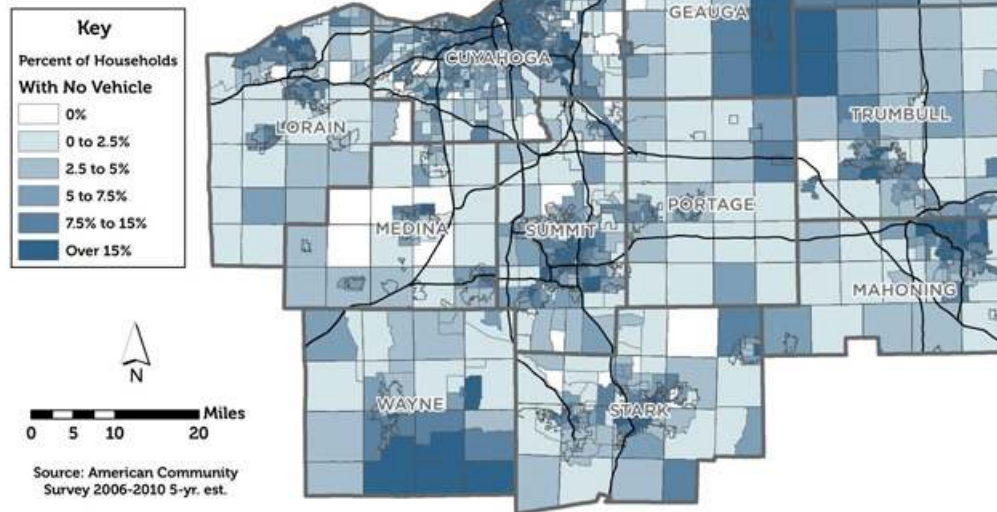 Key
Percent of Households
With No Vehicle
0%
0 to 2.5%
2.5 to 5%
5 to 7.5%
7.5% to 15%
Over 15%
N
Miles
0 5 10 20
Source: American Community
Survey 2006-2010 5-yr. est.
GEAUGA
CUYAHOGA
TRUMBULL
LORAIN
PORTAGE
MEDINA
SUMMIT
MAHONING
WAYNE
STARK